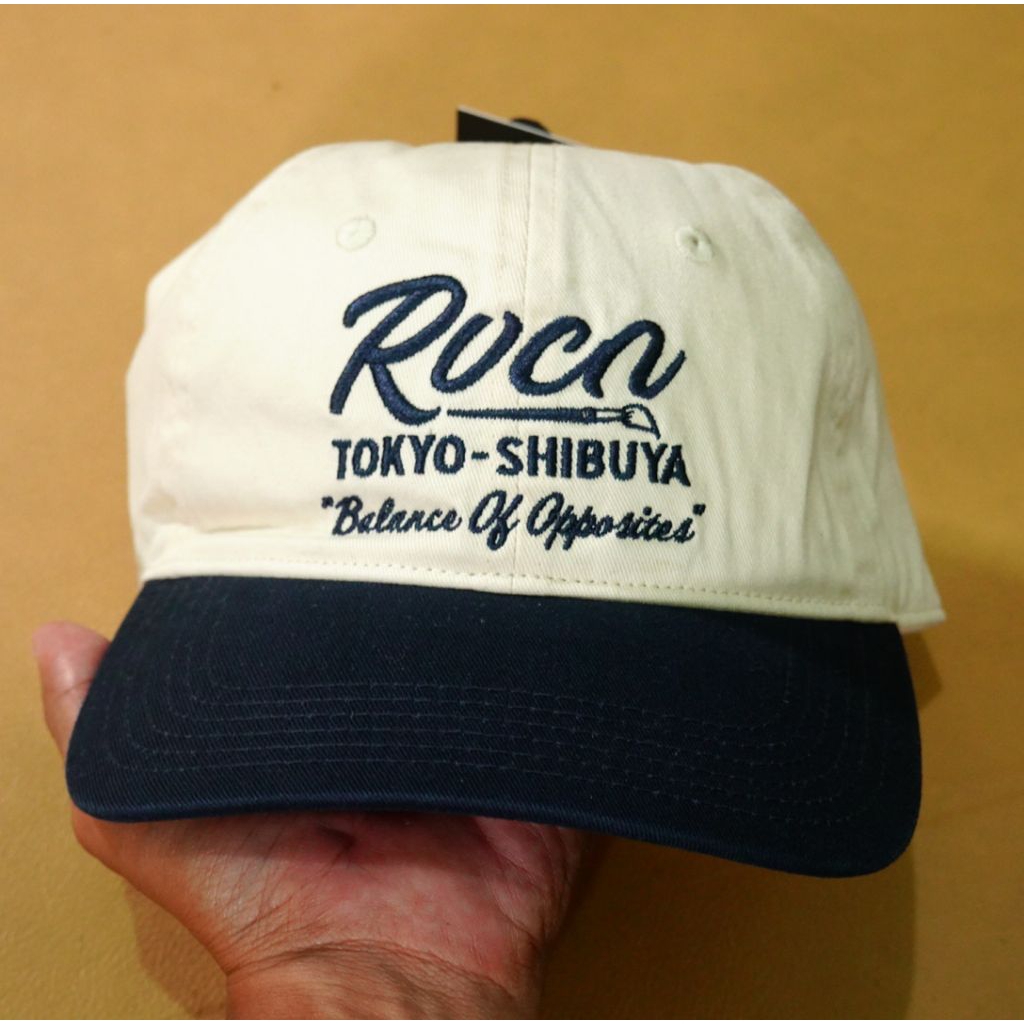 Rvca
TOKYO-SHIBUYA
"Balance Of Opposites"